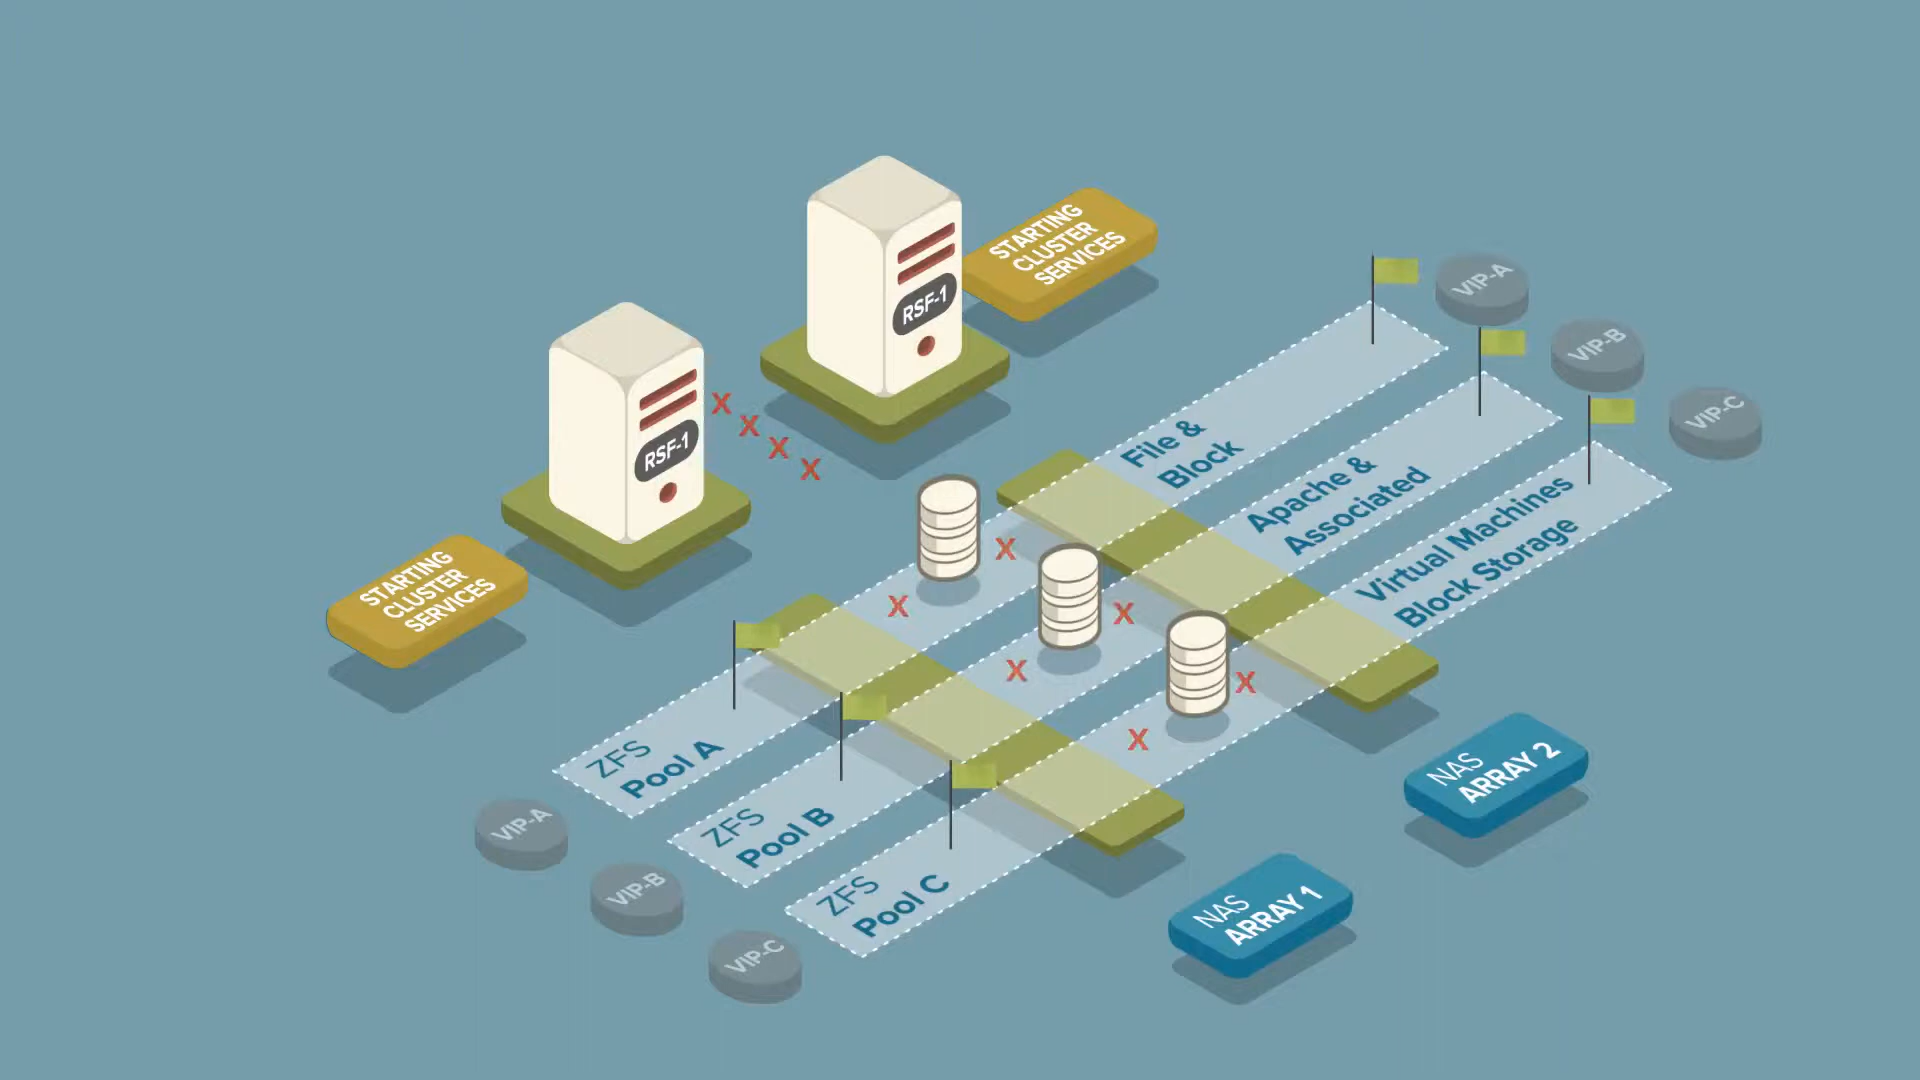 STARTING
CLUSTER
SERVICES
RSF-1
VIP-A
VIP-B
VIP-C
RSF-1
X
X
X
X
STARTING
CLUSTER
SERVICES
File &
Block
Apache &
Associated
Virtual Machines
Block Storage
X
X
X
X
X
X
ZFS
Pool A
ZFS
Pool B
ZFS
Pool C
VIP-A
VIP-B
VIP-C
NAS
ARRAY 2
NAS
ARRAY 1